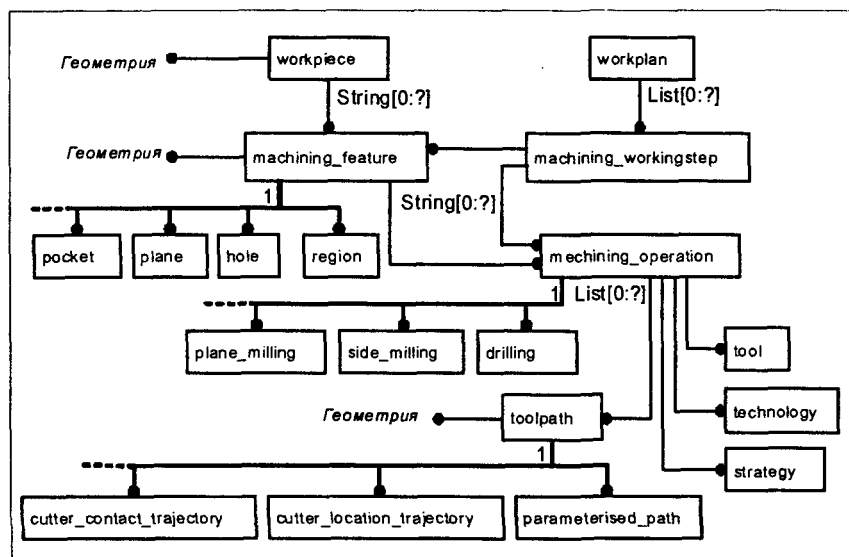 workpiece
workplan
Геометрия
String[0:?]
List[0:?]
Геометрия
machining_feature
machining_workingstep
1
String[0:?]
pocket
plane
hole
region
mechining_operation
1
List[0:?]
plane_milling
side_milling
drilling
tool
Геометрия
toolpath
technology
1
strategy
cutter_contact_trajectory
cutter_location_trajectory
parameterised_path